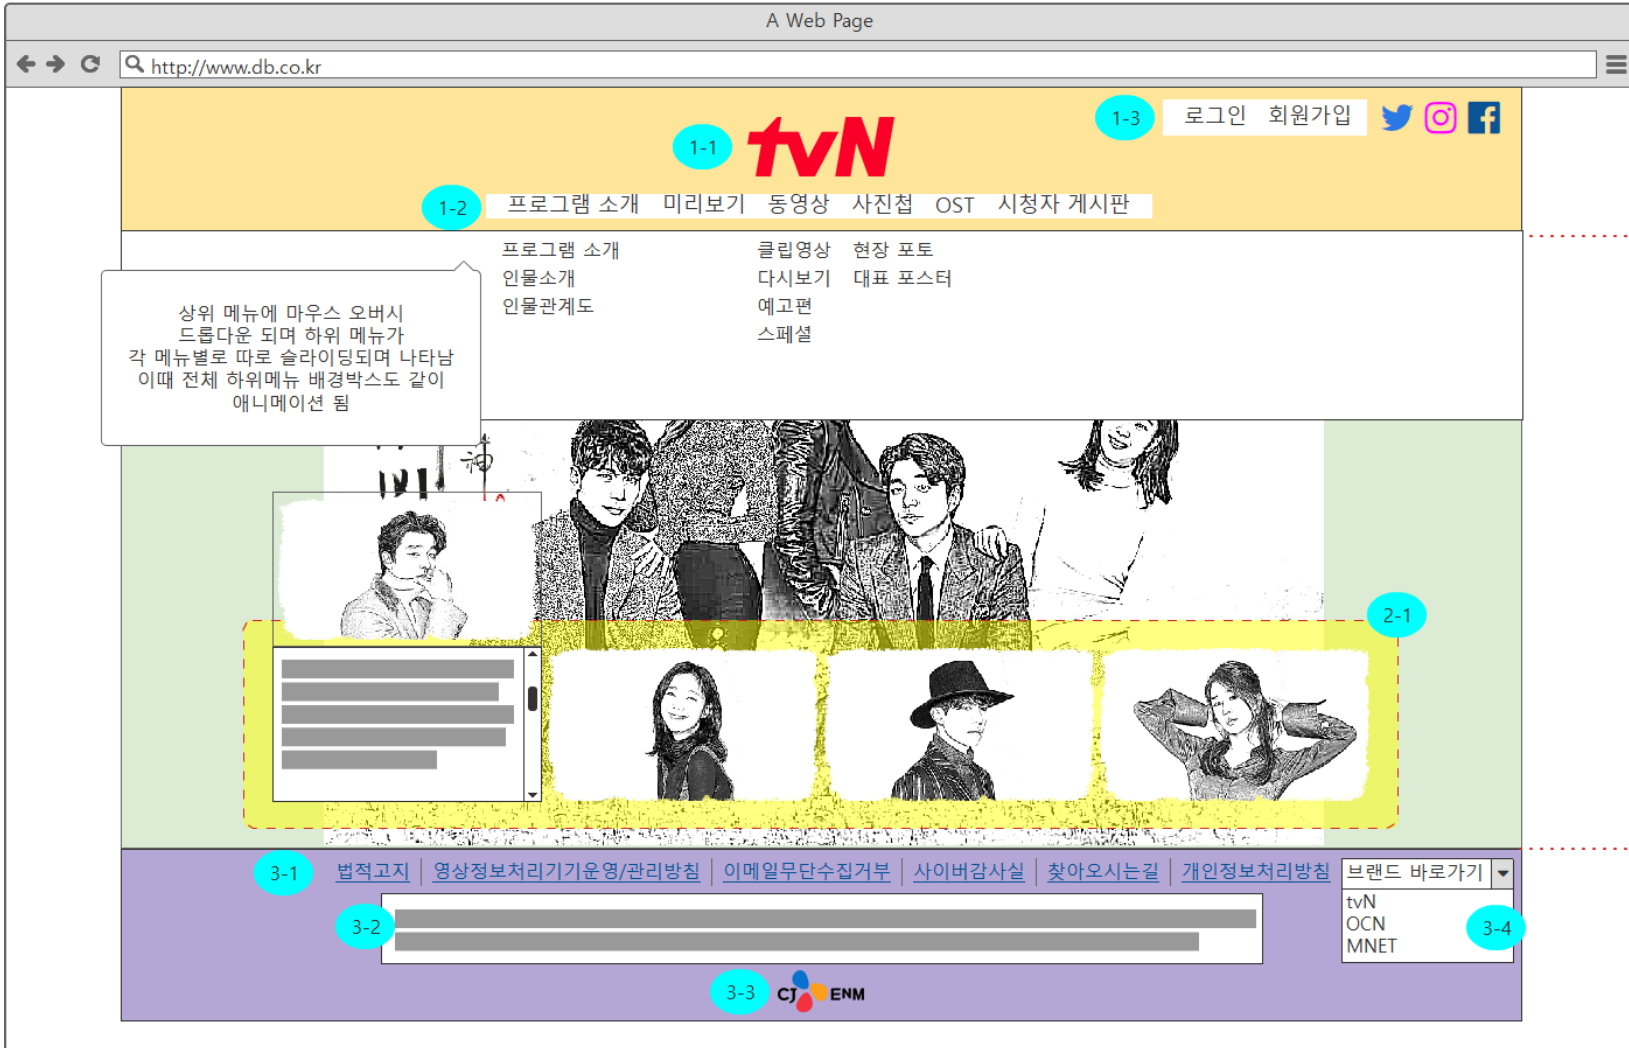 A Web Page
http://www.db.co.kr
1-3
로그인 회원가입
1-1
tvN
1-2
프로그램 소개 미리보기 동영상 사진첩 OST 시청자 게시판
프로그램 소개 클립영상 현장 포토
인물소개 다시보기 대표 포스터
인물관계도 예고편
스페셜
상위 메뉴에 마우스 오버시
드롭다운 되며 하위 메뉴가
각 메뉴별로 따로 슬라이딩되며 나타남
이때 전체 하위메뉴 배경박스도 같이
애니메이션 됨
神
2-1
3-1
법적고지 영상정보처리기기운영/관리방침 이메일무단수집거부 사이버감사실 찾아오시는길 개인정보처리방침
브랜드 바로가기
tvN
OCN
MNET
3-2
3-4
3-3
CJ ENM